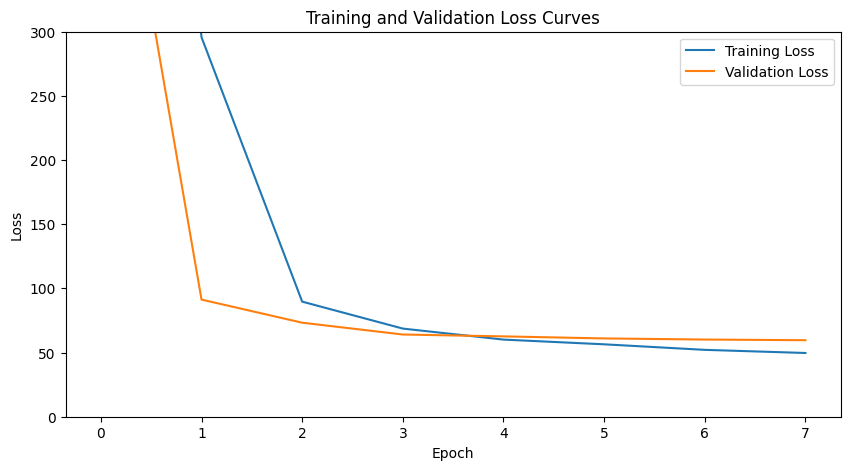 Training and Validation Loss Curves
Training Loss
Validation Loss
300
250
200
150
100
50
0
Loss
0 1 2 3 4 5 6 7
Epoch